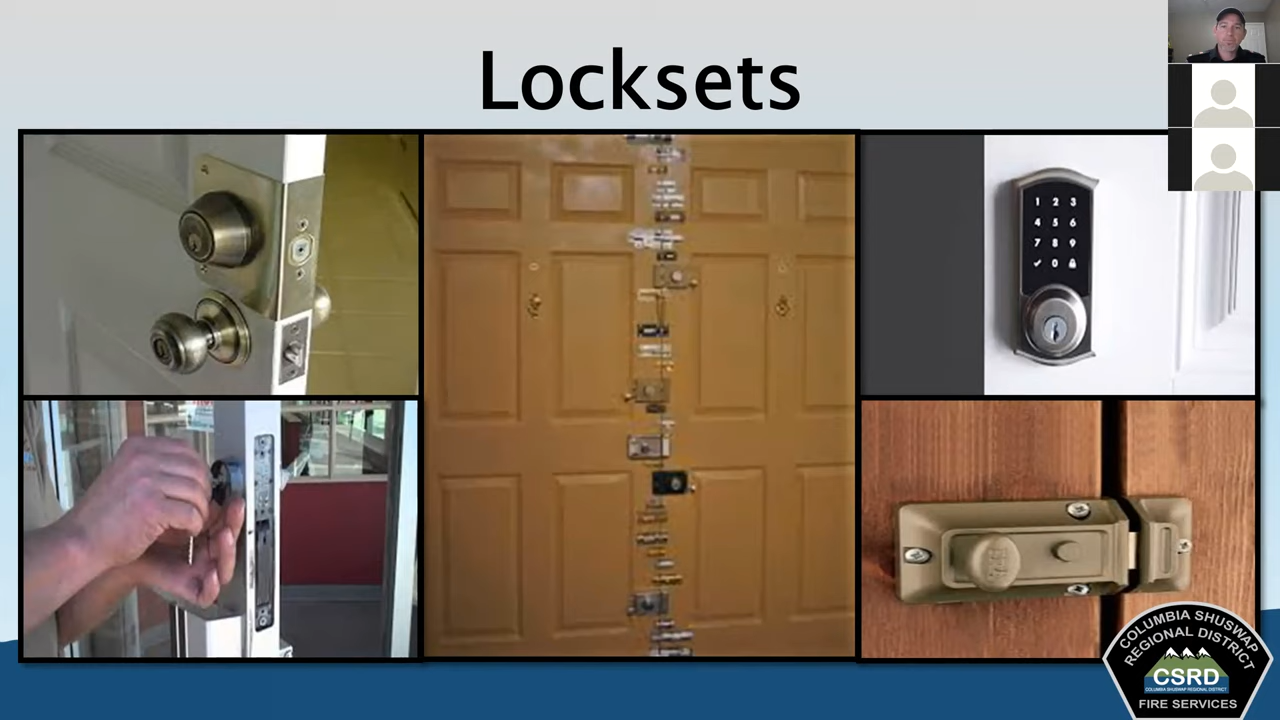 Locksets
1 2 3
4 5 6
7 8 9
0
COLUMBIA SHUSWAP
REGIONAL DISTRICT
CSRD
COLUMBIA SHUSWAP REGIONAL DISTRICT
FIRE SERVICES